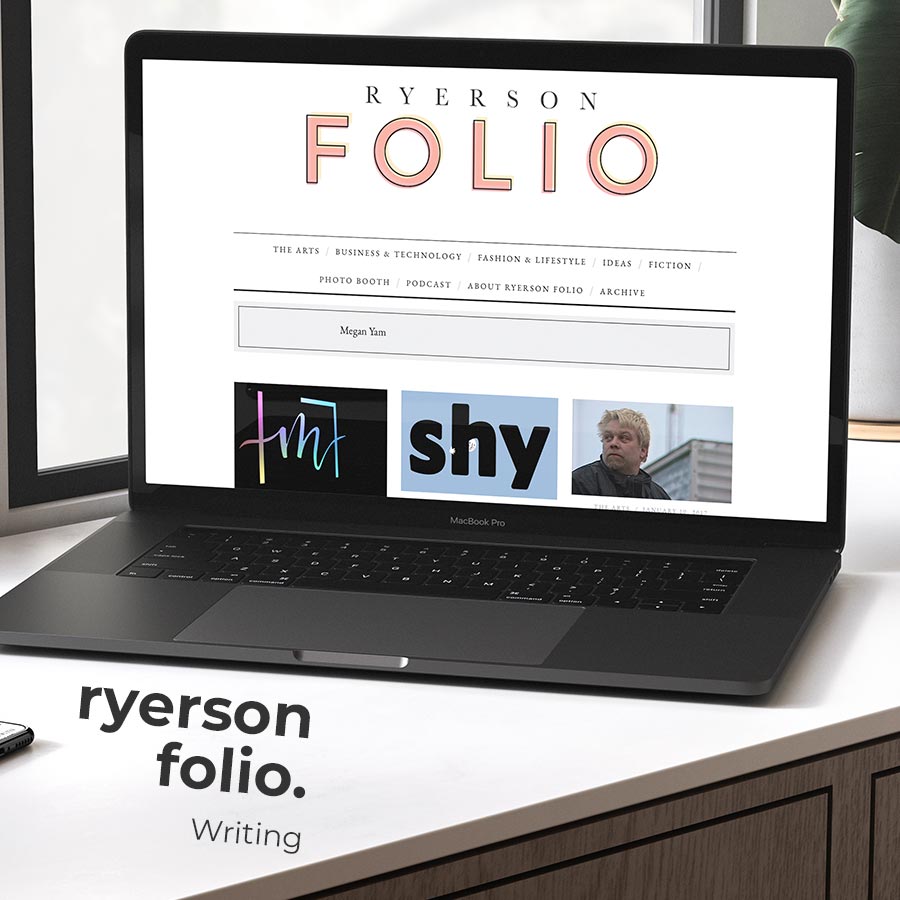 RYERSON
FOLIO
THE ARTS / BUSINESS & TECHNOLOGY / FASHION & LIFESTYLE / IDEAS / FICTION /
PHOTO BOOTH / PODCAST / ABOUT RYERSON FOLIO / ARCHIVE
Megan Yam
shy
MacBook Pro
ryerson
folio.
Writing